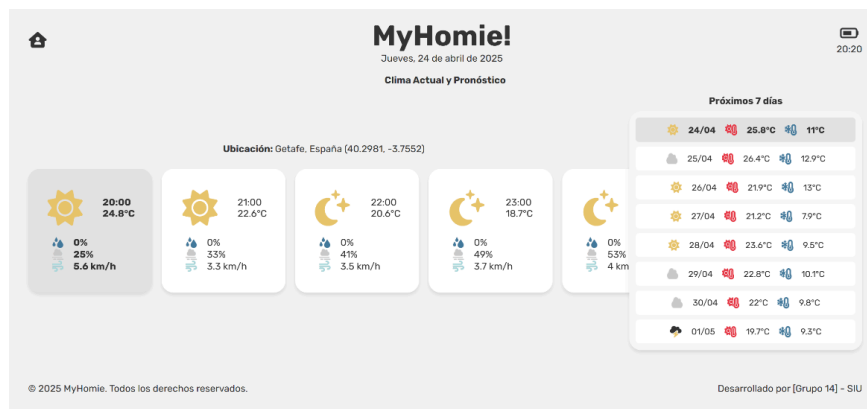 MyHomie!
Jueves, 24 de abril de 2025
20:20
Clima Actual y Pronóstico
Ubicación: Getafe, España (40.2981, -3.7552)
20:00
24.8°C
0%
25%
5.6 km/h
21:00
22.6°C
0%
33%
3.3 km/h
22:00
20.6°C
0%
41%
3.5 km/h
23:00
18.7°C
0%
49%
3.7 km/h
0%
53%
4 km
Próximos 7 días
24/04 25.8°C 11°C
25/04 26.4°C 12.9°C
26/04 21.9°C 13°C
27/04 21.2°C 7.9°C
28/04 23.6°C 9.5°C
29/04 22.8°C 10.1°C
30/04 22°C 9.8°C
01/05 19.7°C 9.3°C
© 2025 MyHomie. Todos los derechos reservados.
Desarrollado por [Grupo 14] - SIU